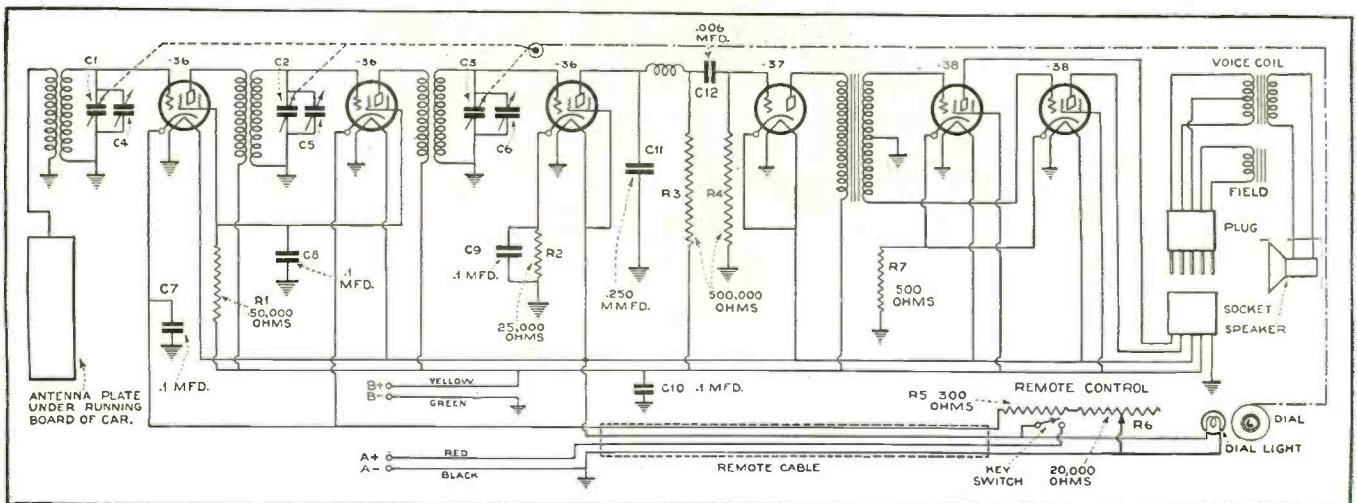 .006
MFD.
C1
-36
C2
-36
C3
-36
C12
-37
-38
-38
VOICE COIL
C4
C5
C6
C11
R3
R4
FIELD
PLUG
C7
C8
.1
MFD.
C9
.1 MFD.
R2
R1
50,000
OHMS
25,000
OHMS
.250
MMFD.
500,000
OHMS
R7
500
OHMS
SOCKET
SPEAKER
ANTENNA PLATE
UNDER RUNNING
BOARD OF CAR.
.1 MFD.
B+
YELLOW
B-
GREEN
C10
.1 MFD.
REMOTE CONTROL
R5 300
OHMS
R6
DIAL
DIAL LIGHT
A+
RED
A-
BLACK
REMOTE CABLE
KEY
SWITCH
20,000
OHMS